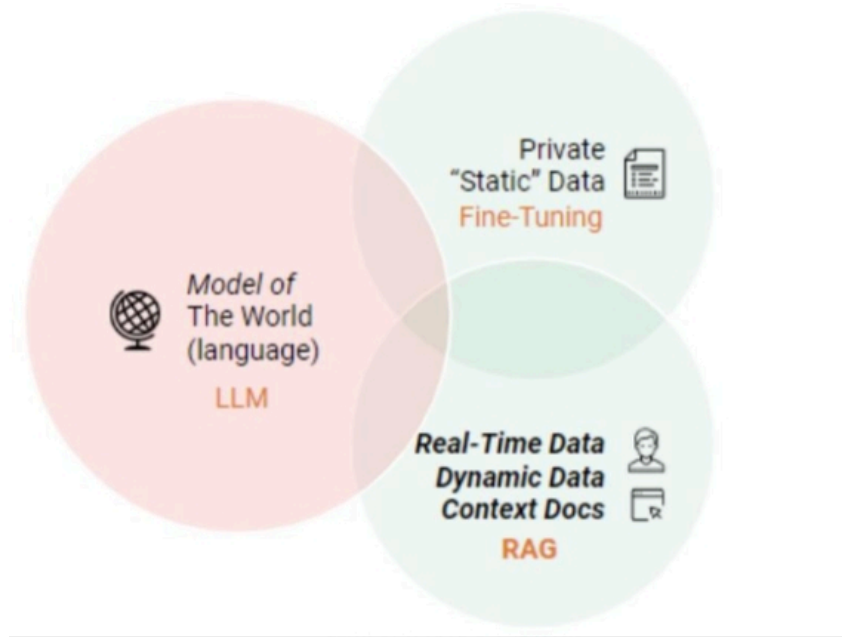 Private
“Static” Data
Fine-Tuning
Model of
The World
(language)
LLM
Real-Time Data
Dynamic Data
Context Docs
RAG